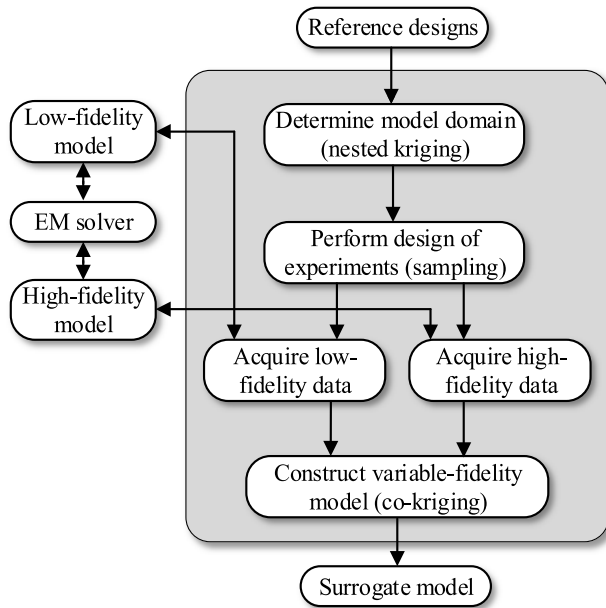 Reference designs
Low-fidelity
model
Determine model domain
(nested kriging)
EM solver
Perform design of
experiments (sampling)
High-fidelity
model
Acquire low-
fidelity data
Acquire high-
fidelity data
Construct variable-fidelity
model (co-kriging)
Surrogate model